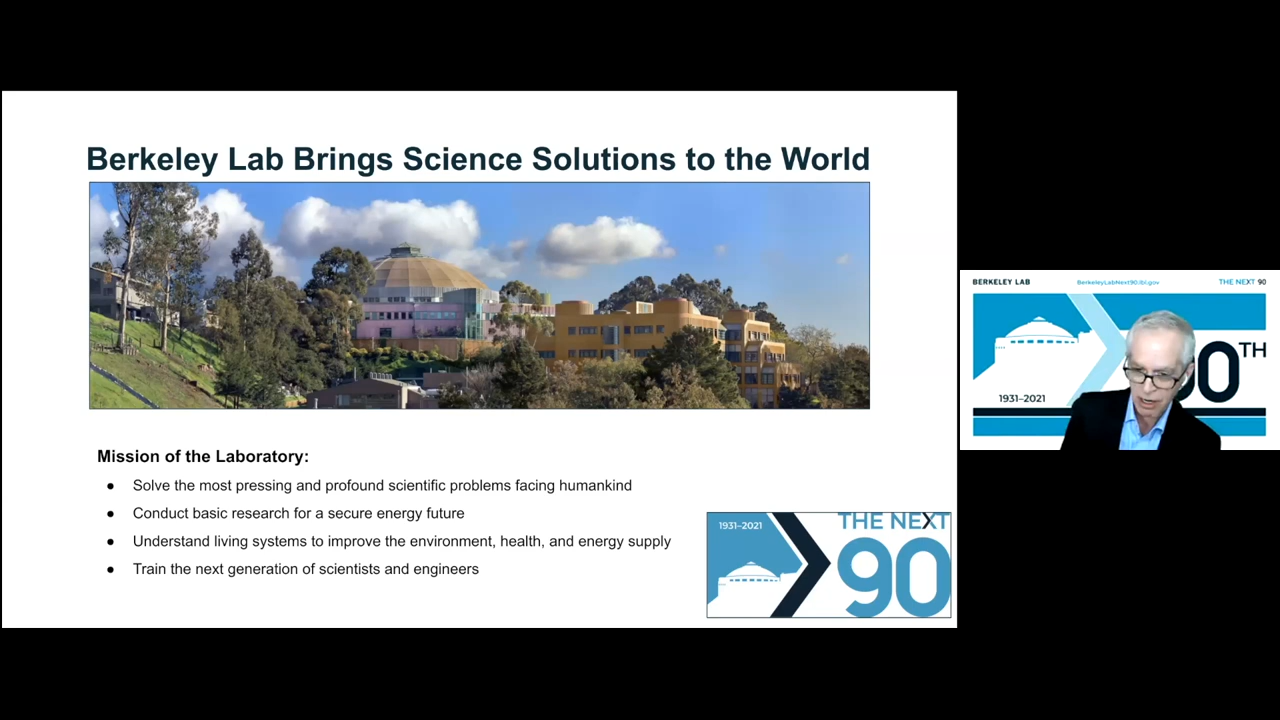 Berkeley Lab Brings Science Solutions to the World
Mission of the Laboratory:
● Solve the most pressing and profound scientific problems facing humankind
● Conduct basic research for a secure energy future
● Understand living systems to improve the environment, health, and energy supply
● Train the next generation of scientists and engineers
1931–2021
THE NEXT
90
BERKELEY LAB
BerkeleyLabNext90.lbl.gov
THE NEXT 90
0TH
1931–2021